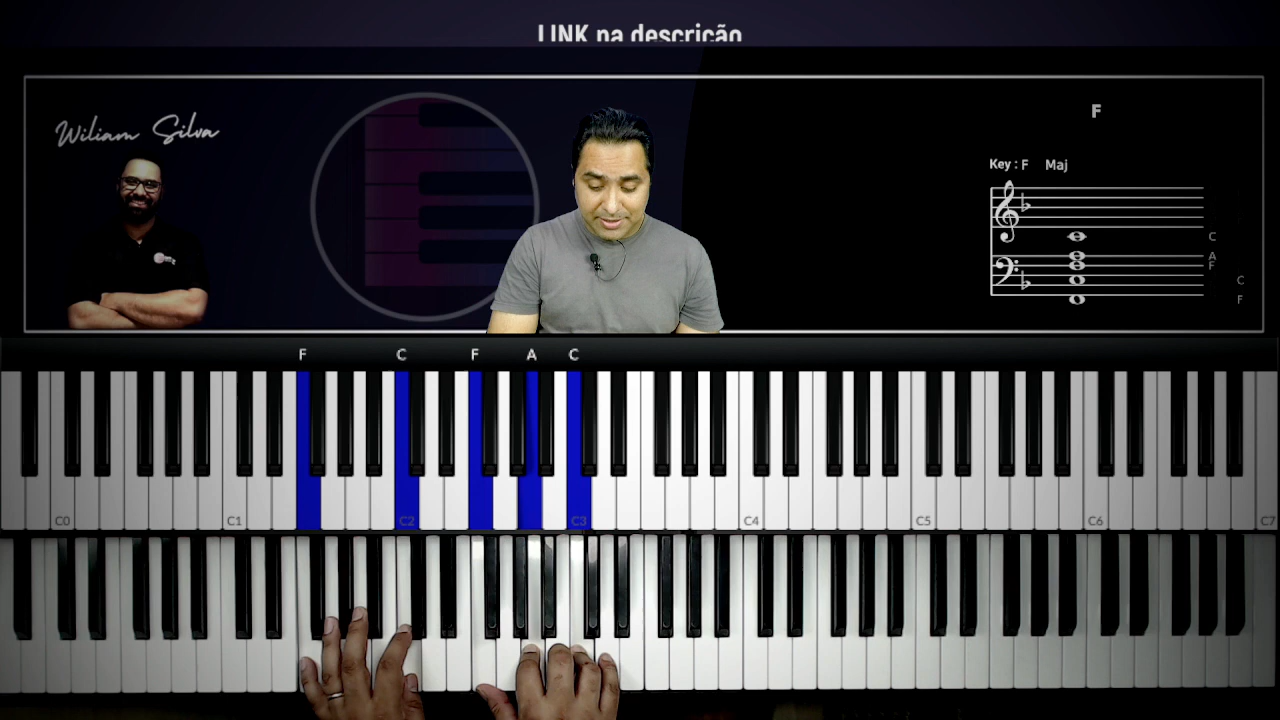 LINK na descrição
Wiliam Silva
F
Key : F Maj
C
A
F
C
F
F C F A C
C0 C1 C2 C3 C4 C5 C6 C7